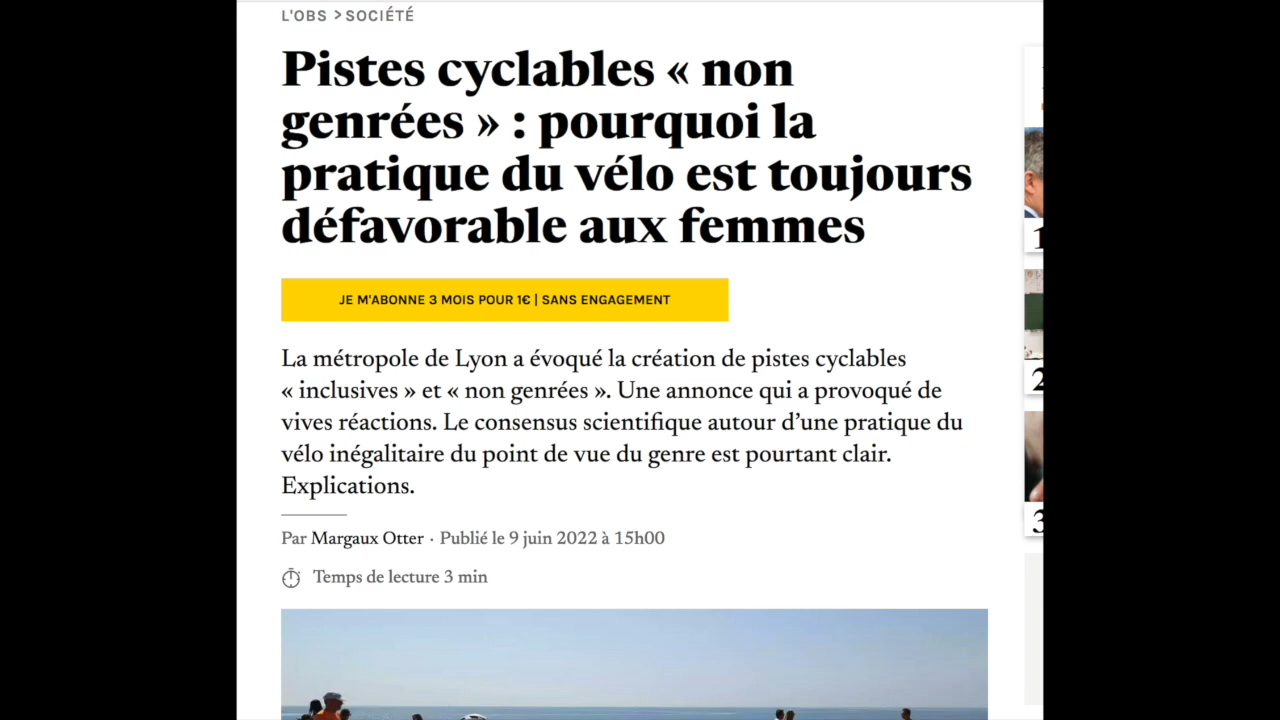 L'OBS > SOCIÉTÉ
Pistes cyclables « non
genrées » : pourquoi la
pratique du vélo est toujours
défavorable aux femmes
JE M'ABONNE 3 MOIS POUR 1€ | SANS ENGAGEMENT
La métropole de Lyon a évoqué la création de pistes cyclables
« inclusives » et « non genrées ». Une annonce qui a provoqué de
vives réactions. Le consensus scientifique autour d’une pratique du
vélo inégalitaire du point de vue du genre est pourtant clair.
Explications.
Par Margaux Otter · Publié le 9 juin 2022 à 15h00
Temps de lecture 3 min
1
2
3